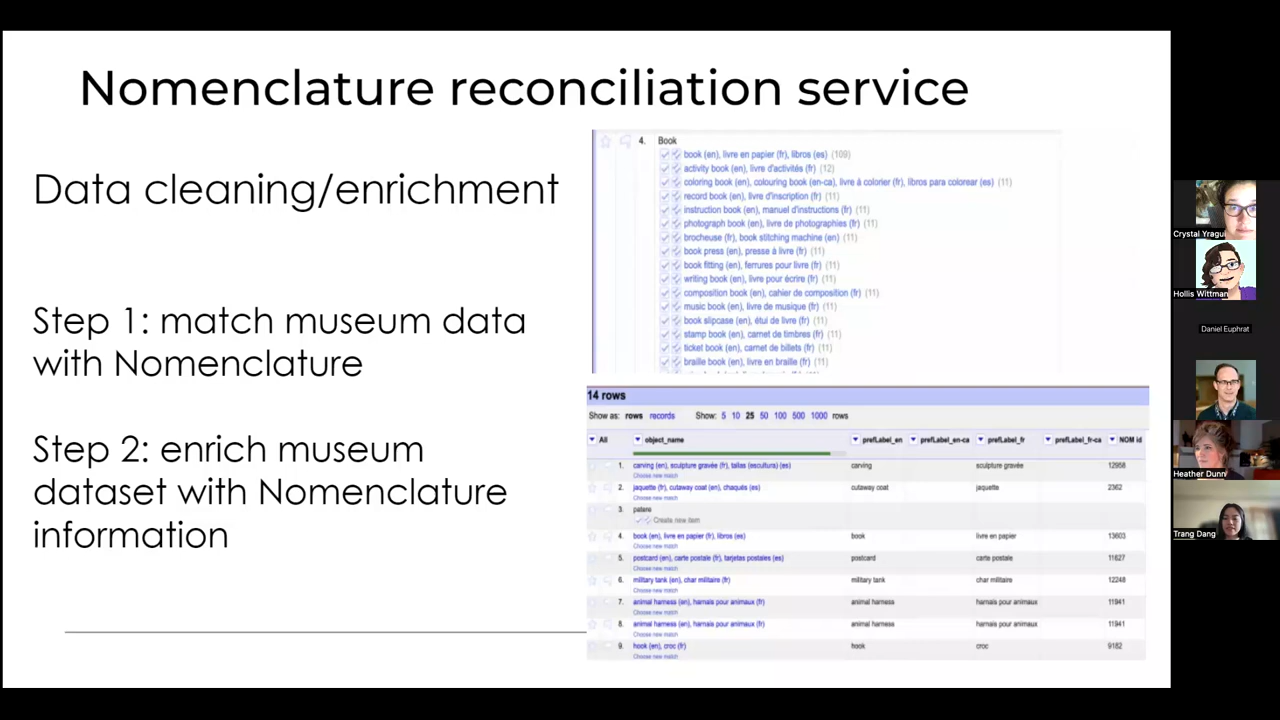 Nomenclature reconciliation service
Data cleaning/enrichment
Step 1: match museum data
with Nomenclature
Step 2: enrich museum
dataset with Nomenclature
information
4. Book
book (en), livre en papier (fr), libros (es) (109)
activity book (en), livre d'activités (fr) (12)
coloring book (en), colouring book (en-ca), livre à colorier (fr), libros para colorear (es) (11)
record book (en), livre d'inscription (fr) (11)
instruction book (en), manuel d'instructions (fr) (11)
photograph book (en), livre de photographies (fr) (11)
brocheuse (fr), book stitching machine (en) (11)
book press (en), presse à livre (fr) (11)
book fitting (en), ferrures pour livre (fr) (11)
writing book (en), livre pour écrire (fr) (11)
composition book (en), cahier de composition (fr) (11)
music book (en), livre de musique (fr) (11)
book slipcase (en), étui de livre (fr) (11)
stamp book (en), carnet de timbres (fr) (11)
ticket book (en), carnet de billets (fr) (11)
braille book (en), livre en braille (fr) (11)
14 rows
Show as: rows records Show: 5 10 25 50 100 500 1000 rows
All object_name prefLabel_en prefLabel_en-ca prefLabel_fr prefLabel_fr-ca NOM id
1. carving (en), sculpture gravée (fr), tallas (escultura) (es) carving sculpture gravée 12958
Choose new match
2. jaquette (fr), cutaway coat (en), chaqués (es) cutaway coat jaquette 2362
Choose new match
3. patere
Create new item
4. book (en), livre en papier (fr), libros (es) book livre en papier 13603
Choose new match
5. postcard (en), carte postale (fr), tarjetas postales (es) postcard carte postale 11627
Choose new match
6. military tank (en), char militaire (fr) military tank char militaire 12248
Choose new match
7. animal harness (en), harnais pour animaux (fr) animal harness harnais pour animaux 11941
Choose new match
8. animal harness (en), harnais pour animaux (fr) animal harness harnais pour animaux 11941
Choose new match
9. hook (en), croc (fr) hook croc 9182
Choose new match
Crystal Yragui
Hollis Wittman
Daniel Euphrat
Heather Dunn
Trang Dang